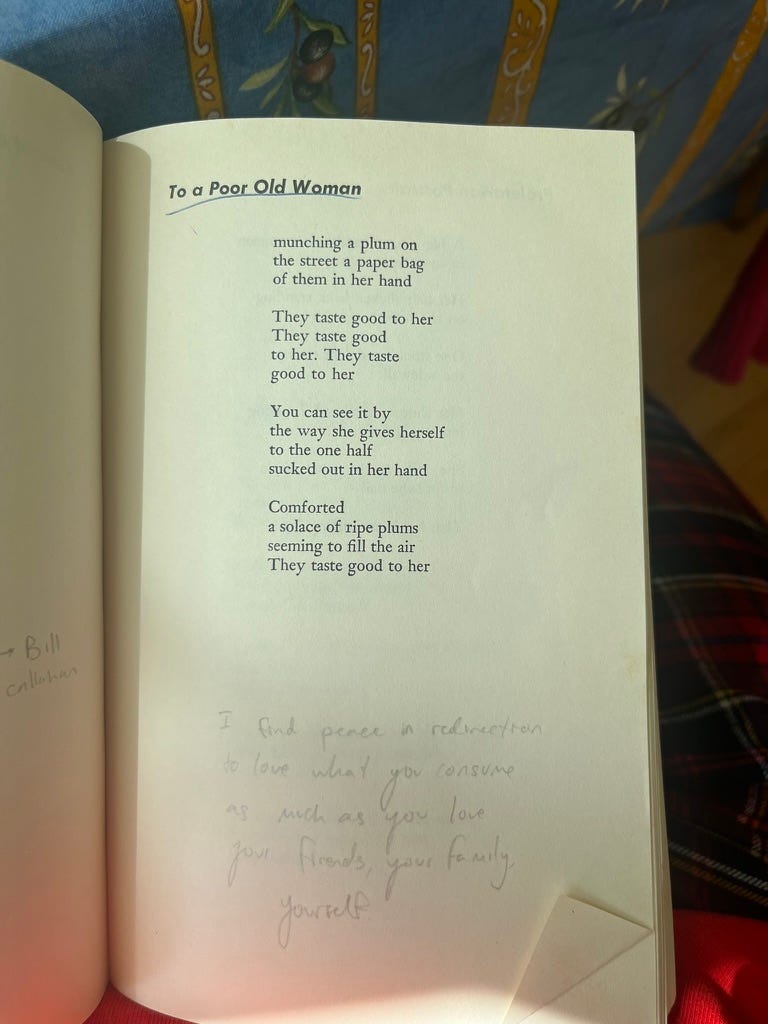 To a Poor Old Woman
munching a plum on
the street a paper bag
of them in her hand
They taste good to her
They taste good
to her. They taste
good to her
You can see it by
the way she gives herself
to the one half
sucked out in her hand
Comforted
a solace of ripe plums
seeming to fill the air
They taste good to her
→ Bill
Callahan
I find peace in redirection
to love what you consume
as much as you love
your friends, your family,
yourself.